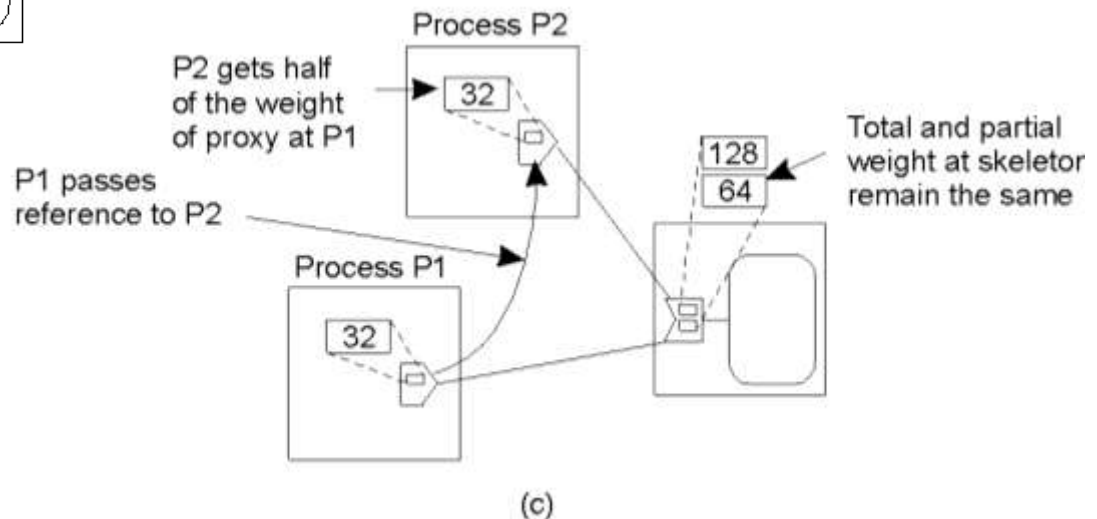 Process P2
P2 gets half
of the weight
of proxy at P1
32
128
64
Total and partial
weight at skeletor
remain the same
P1 passes
reference to P2
Process P1
32
(c)